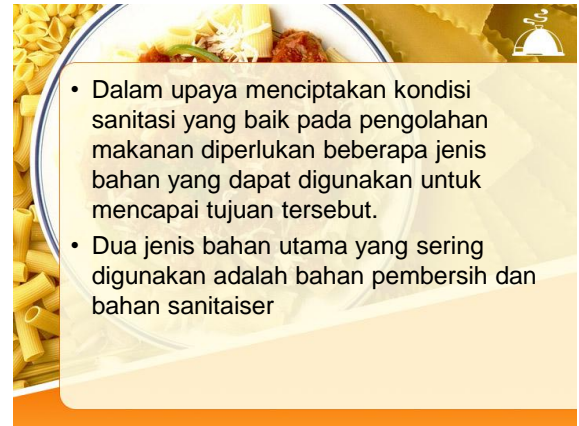 • Dalam upaya menciptakan kondisi
sanitasi yang baik pada pengolahan
makanan diperlukan beberapa jenis
bahan yang dapat digunakan untuk
mencapai tujuan tersebut.
• Dua jenis bahan utama yang sering
digunakan adalah bahan pembersih dan
bahan sanitaiser